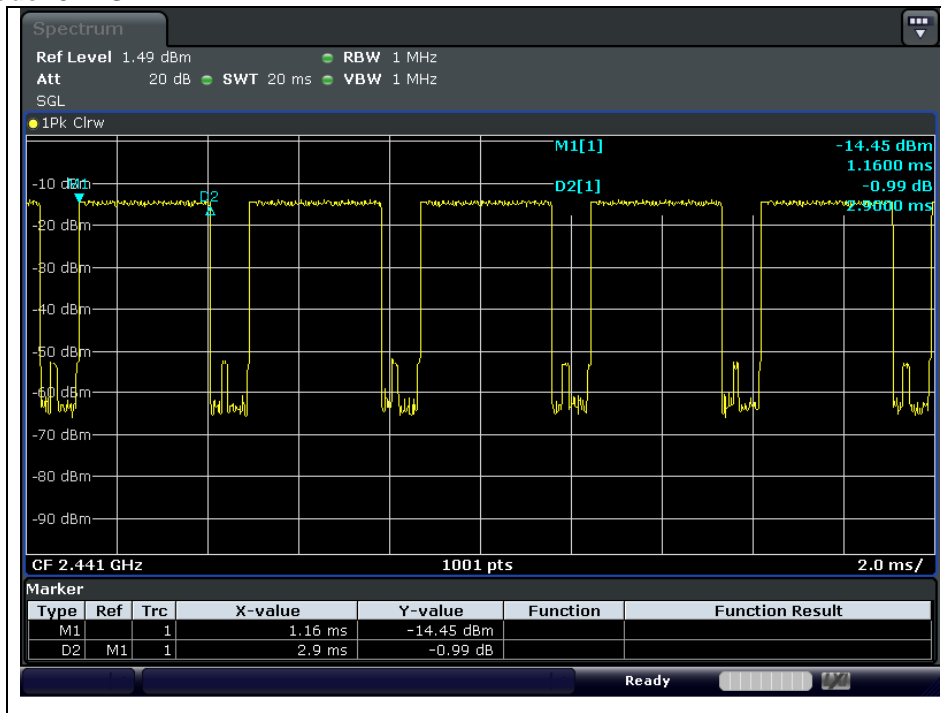 Spectrum
Ref Level 1.49 dBm RBW 1 MHz
Att 20 dB SWT 20 ms VBW 1 MHz
SGL
1Pk Clrw
M1[1] -14.45 dBm
1.1600 ms
D2[1] -0.99 dB
2.9000 ms
M1
D2
-10 dBm
-20 dBm
-30 dBm
-40 dBm
-50 dBm
-60 dBm
-70 dBm
-80 dBm
-90 dBm
CF 2.441 GHz 1001 pts 2.0 ms/
Marker
Type Ref Trc X-value Y-value Function Function Result
M1 1 1.16 ms -14.45 dBm
D2 M1 1 2.9 ms -0.99 dB
Ready